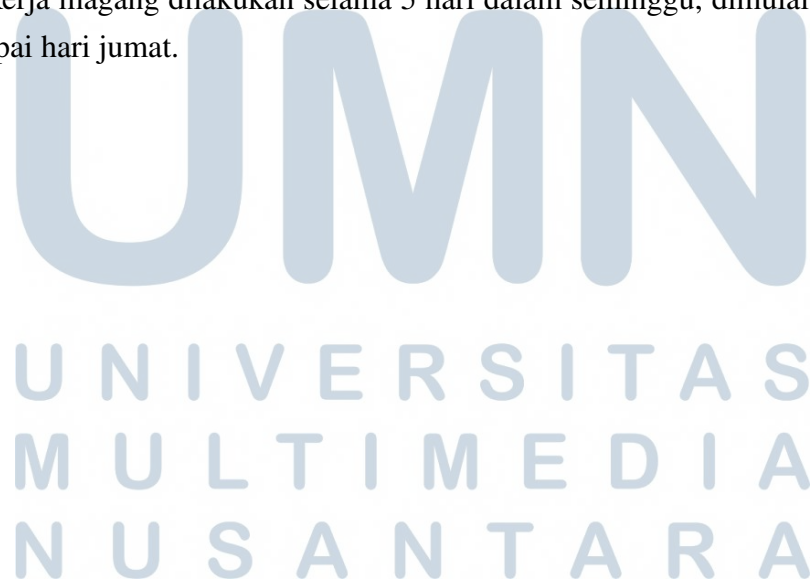 kerja magang dilakukan selama 5 hari dalam seminggu, dimulai
pai hari jumat.
UMN
UNIVERSITAS
MULTIMEDIA
NUSANTARA